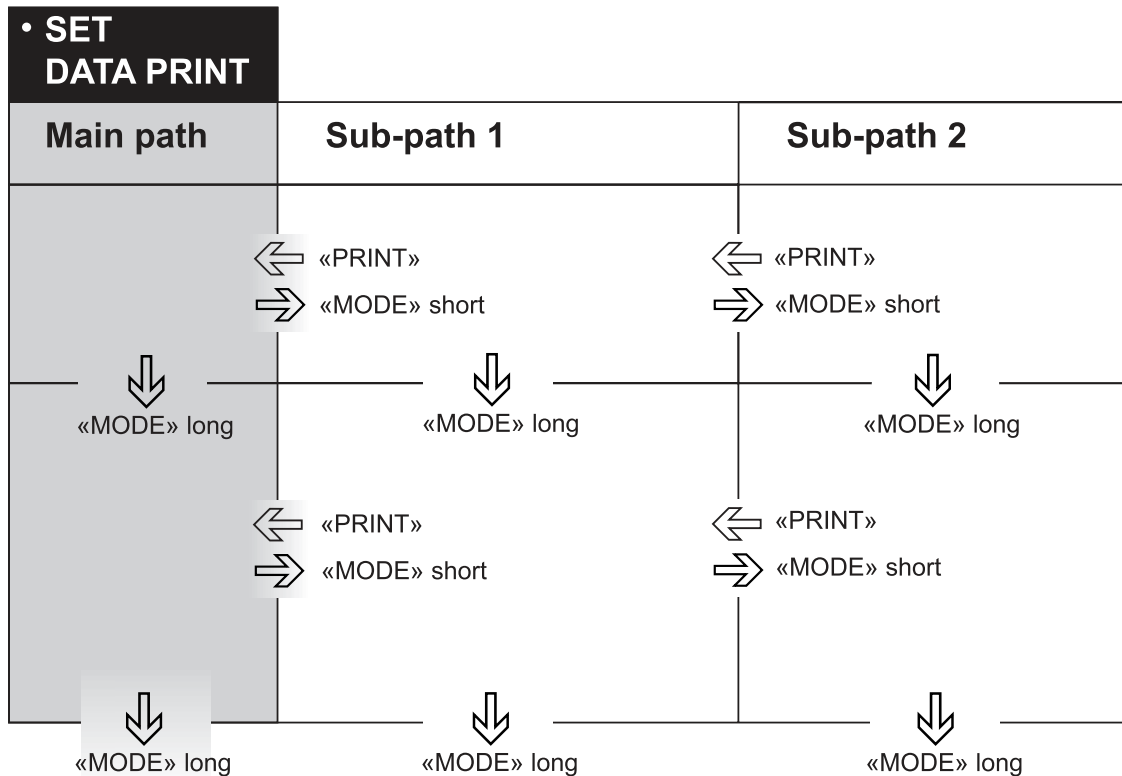 • SET
DATA PRINT
Main path Sub-path 1 Sub-path 2
«PRINT» «PRINT»
«MODE» short «MODE» short
«MODE» long «MODE» long «MODE» long
«PRINT» «PRINT»
«MODE» short «MODE» short
«MODE» long «MODE» long «MODE» long